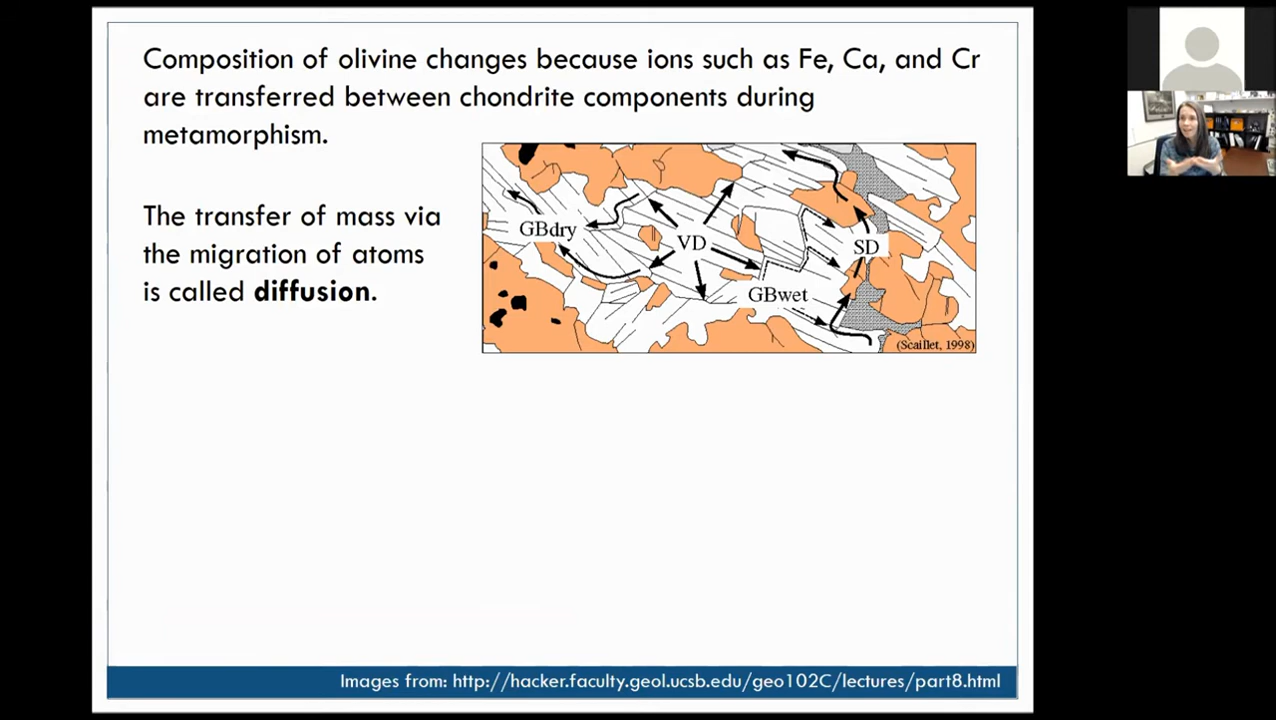 Composition of olivine changes because ions such as Fe, Ca, and Cr
are transferred between chondrite components during
metamorphism.
The transfer of mass via
the migration of atoms
is called diffusion.
GBdry
VD
SD
GBwet
(Scaillet, 1998)
Images from: http://hacker.faculty.geol.ucsb.edu/geo102C/lectures/part8.html